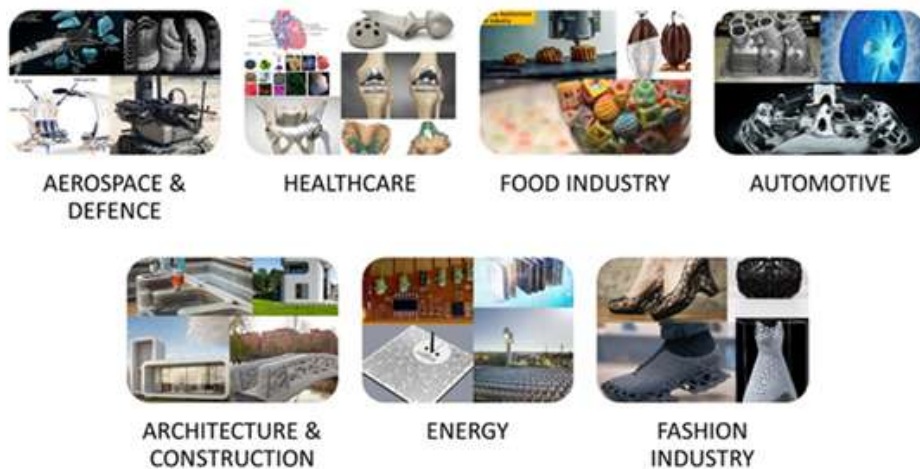 AEROSPACE &
DEFENCE
HEALTHCARE
FOOD INDUSTRY
AUTOMOTIVE
ARCHITECTURE &
CONSTRUCTION
ENERGY
FASHION
INDUSTRY